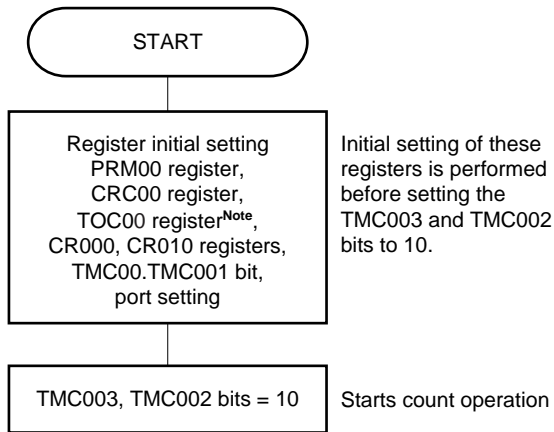 START
Register initial setting
PRM00 register,
CRC00 register,
TOC00 registerNote,
CR000, CR010 registers,
TMC00.TMC001 bit,
port setting
Initial setting of these
registers is performed
before setting the
TMC003 and TMC002
bits to 10.
TMC003, TMC002 bits = 10
Starts count operation